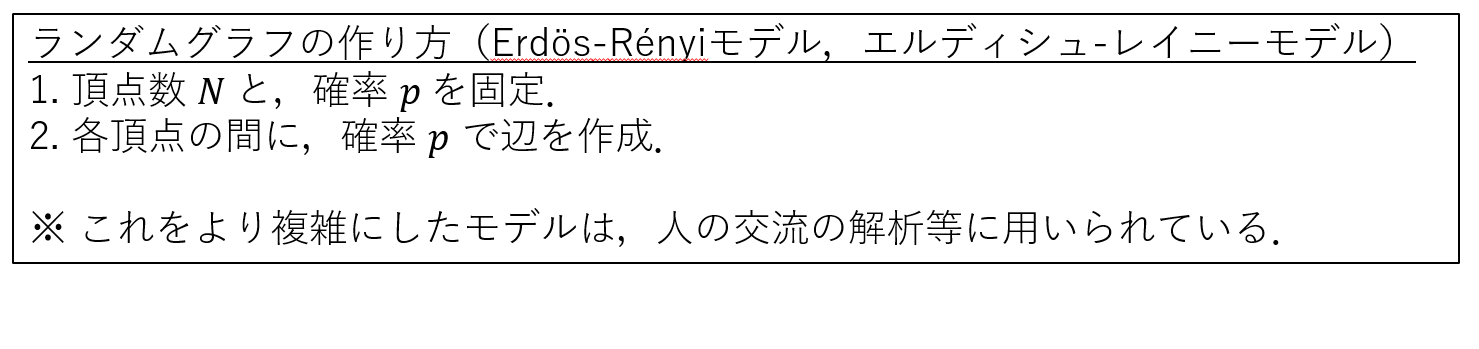 ランダムグラフの作り方（Erdös-Rényiモデル，エルディシュ-レイニーモデル）
1. 頂点数 N と，確率 p を固定．
2. 各頂点の間に，確率 p で辺を作成．
※ これをより複雑にしたモデルは，人の交流の解析等に用いられている．